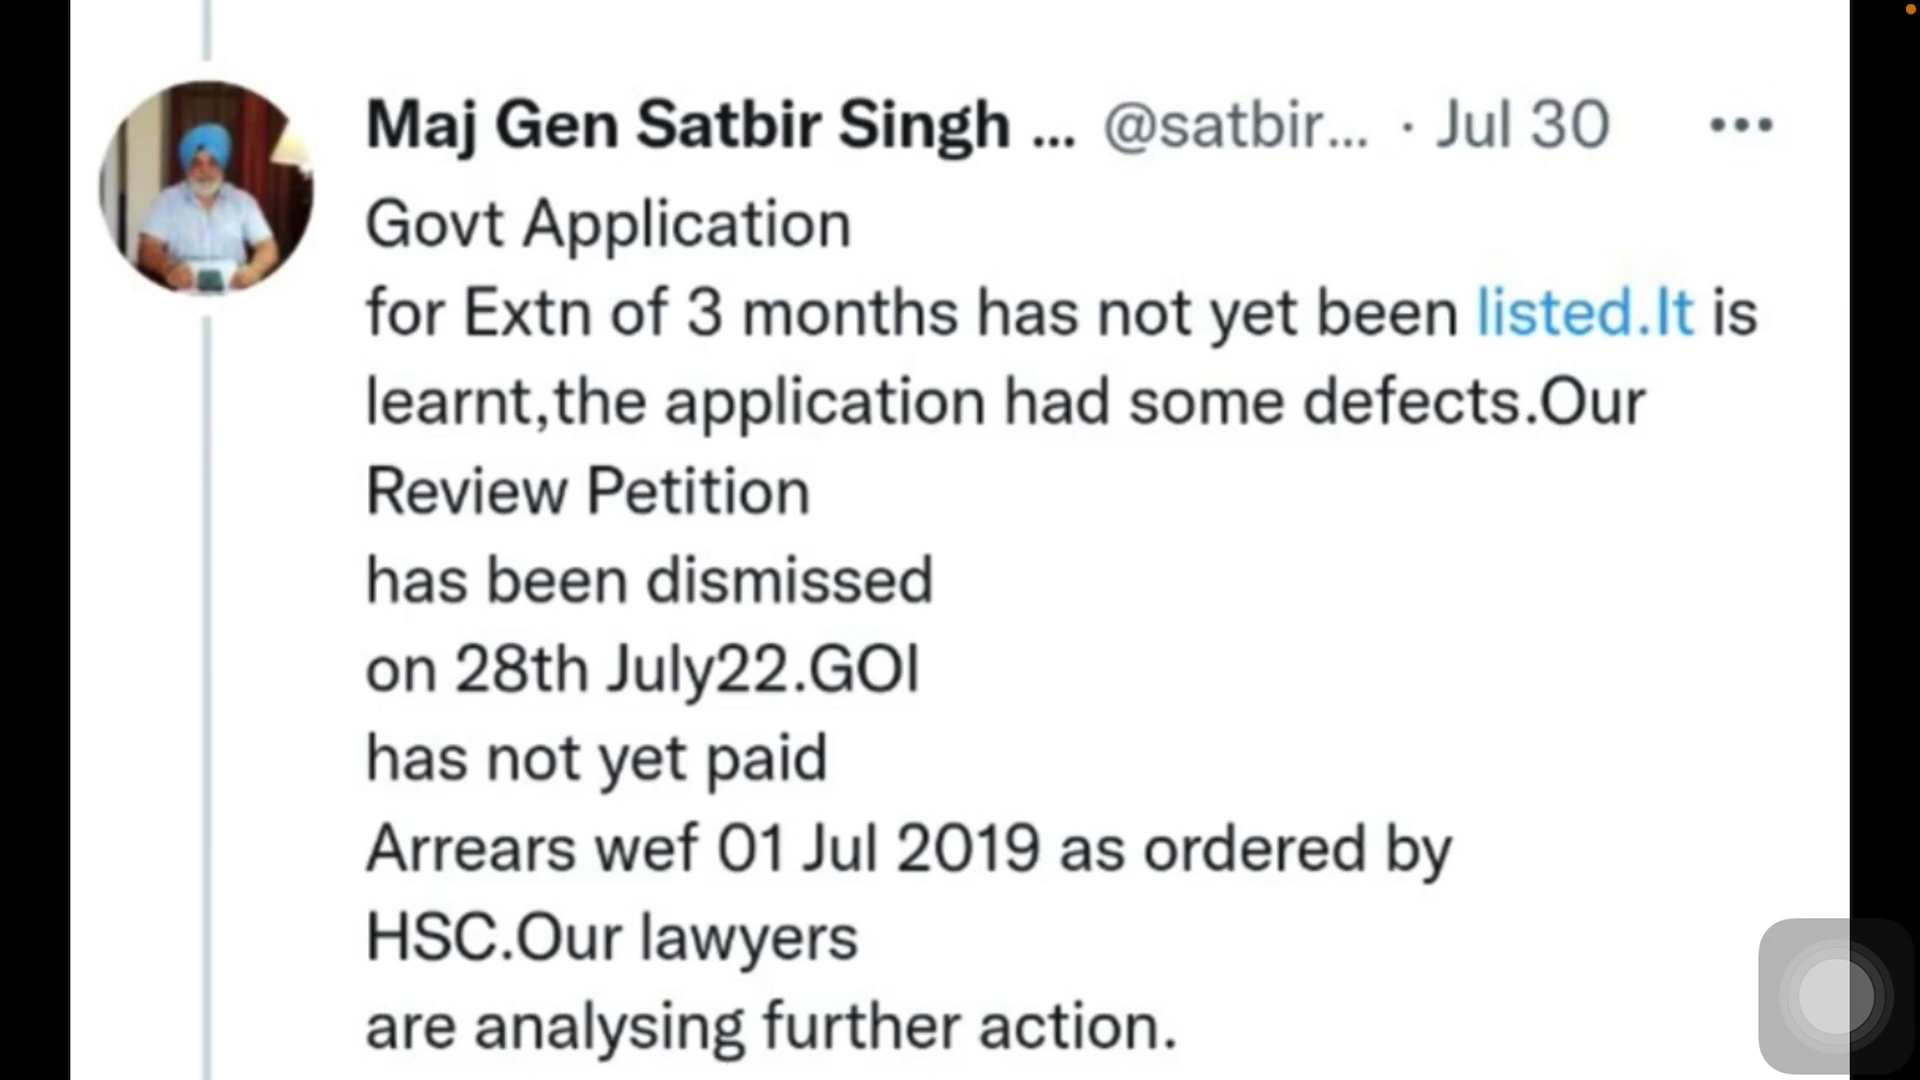 Maj Gen Satbir Singh ... @satbir... · Jul 30
Govt Application
for Extn of 3 months has not yet been listed.It is
learnt,the application had some defects.Our
Review Petition
has been dismissed
on 28th July22.GOI
has not yet paid
Arrears wef 01 Jul 2019 as ordered by
HSC.Our lawyers
are analysing further action.